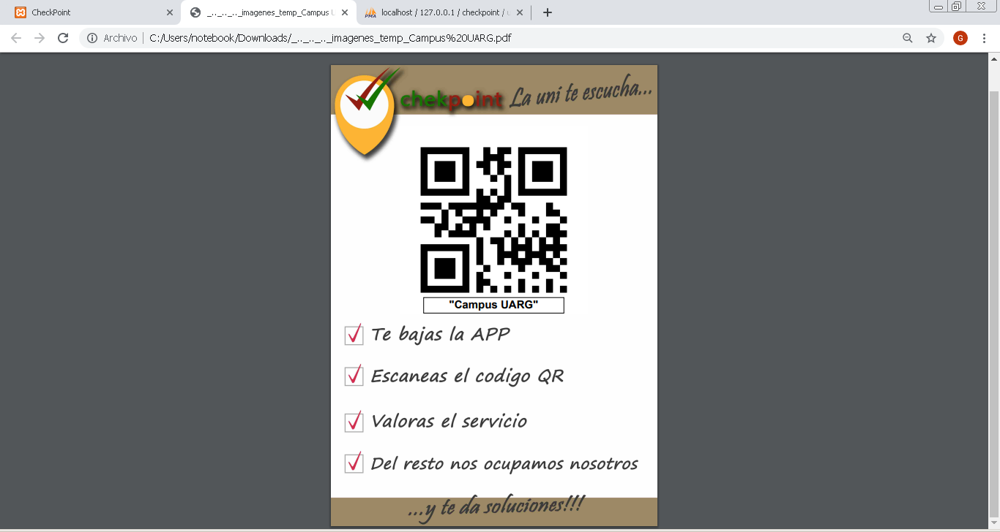 CheckPoint
_.._.._.._imagenes_temp_Campus
localhost / 127.0.0.1 / checkpoint /
Archivo
C:/Users/notebook/Downloads/_.._.._.._imagenes_temp_Campus%20UARG.pdf
G
chekpoint
La uni te escucha...
"Campus UARG"
Te bajas la APP
Escaneas el codigo QR
Valoras el servicio
Del resto nos ocupamos nosotros
...y te da soluciones!!!